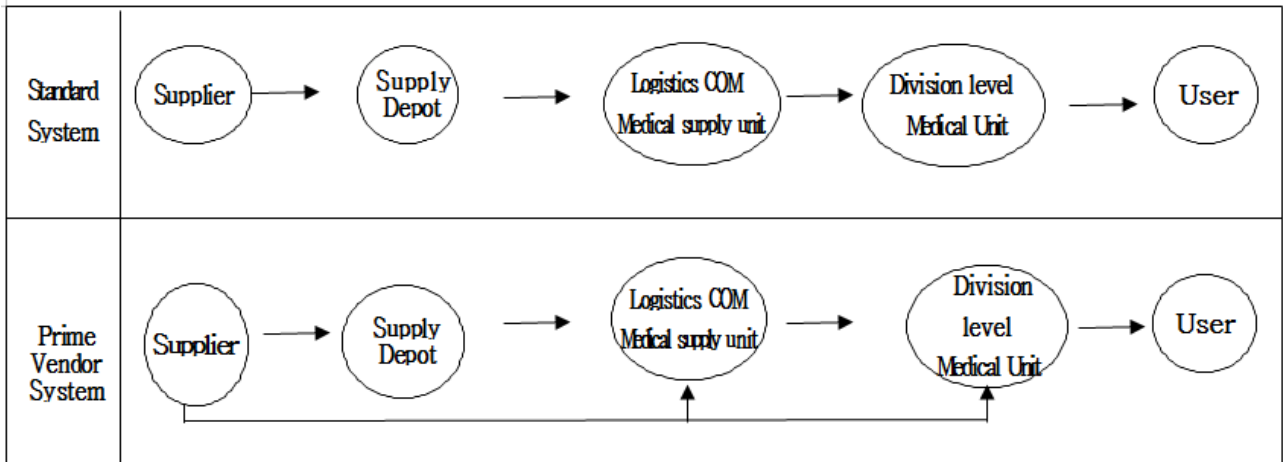 Standard
System
Supplier
Supply
Depot
Logistics COM
Medical supply unit
Division level
Medical Unit
User
Prime
Vendor
System
Supplier
Supply
Depot
Logistics COM
Medical supply unit
Division
level
Medical Unit
User